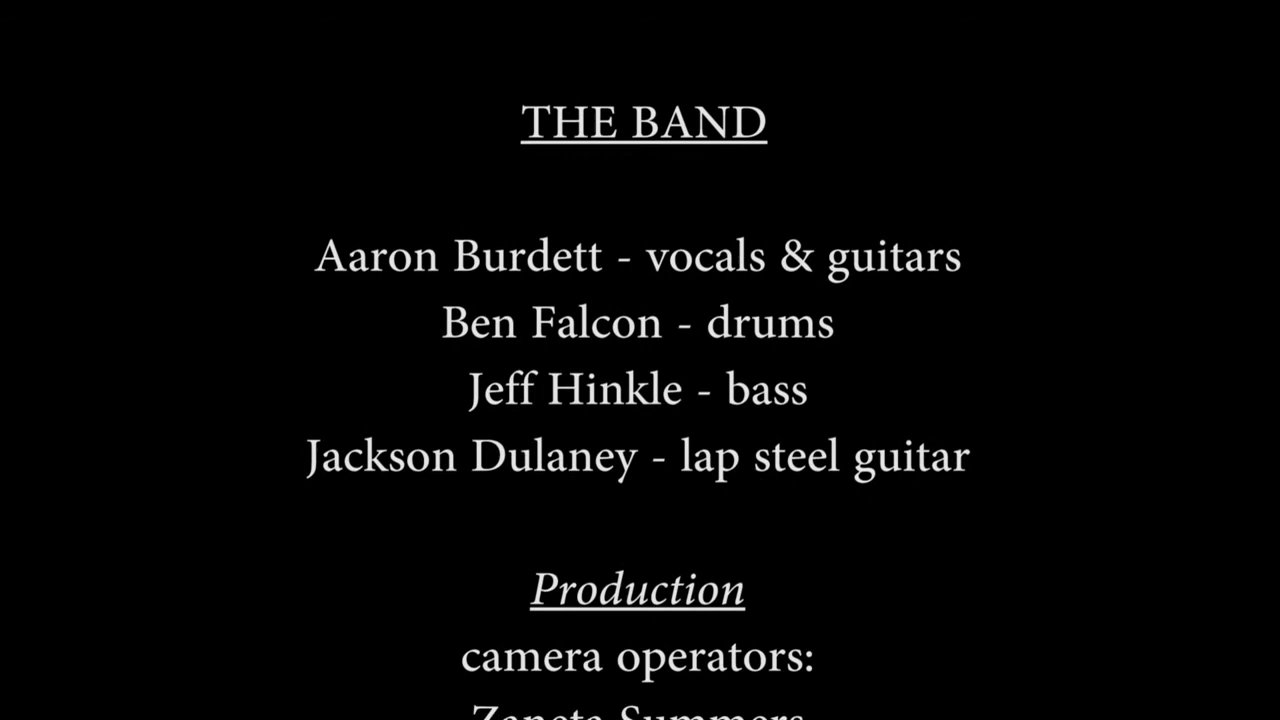 THE BAND
Aaron Burdett - vocals & guitars
Ben Falcon - drums
Jeff Hinkle - bass
Jackson Dulaney - lap steel guitar
Production
camera operators:
Summers